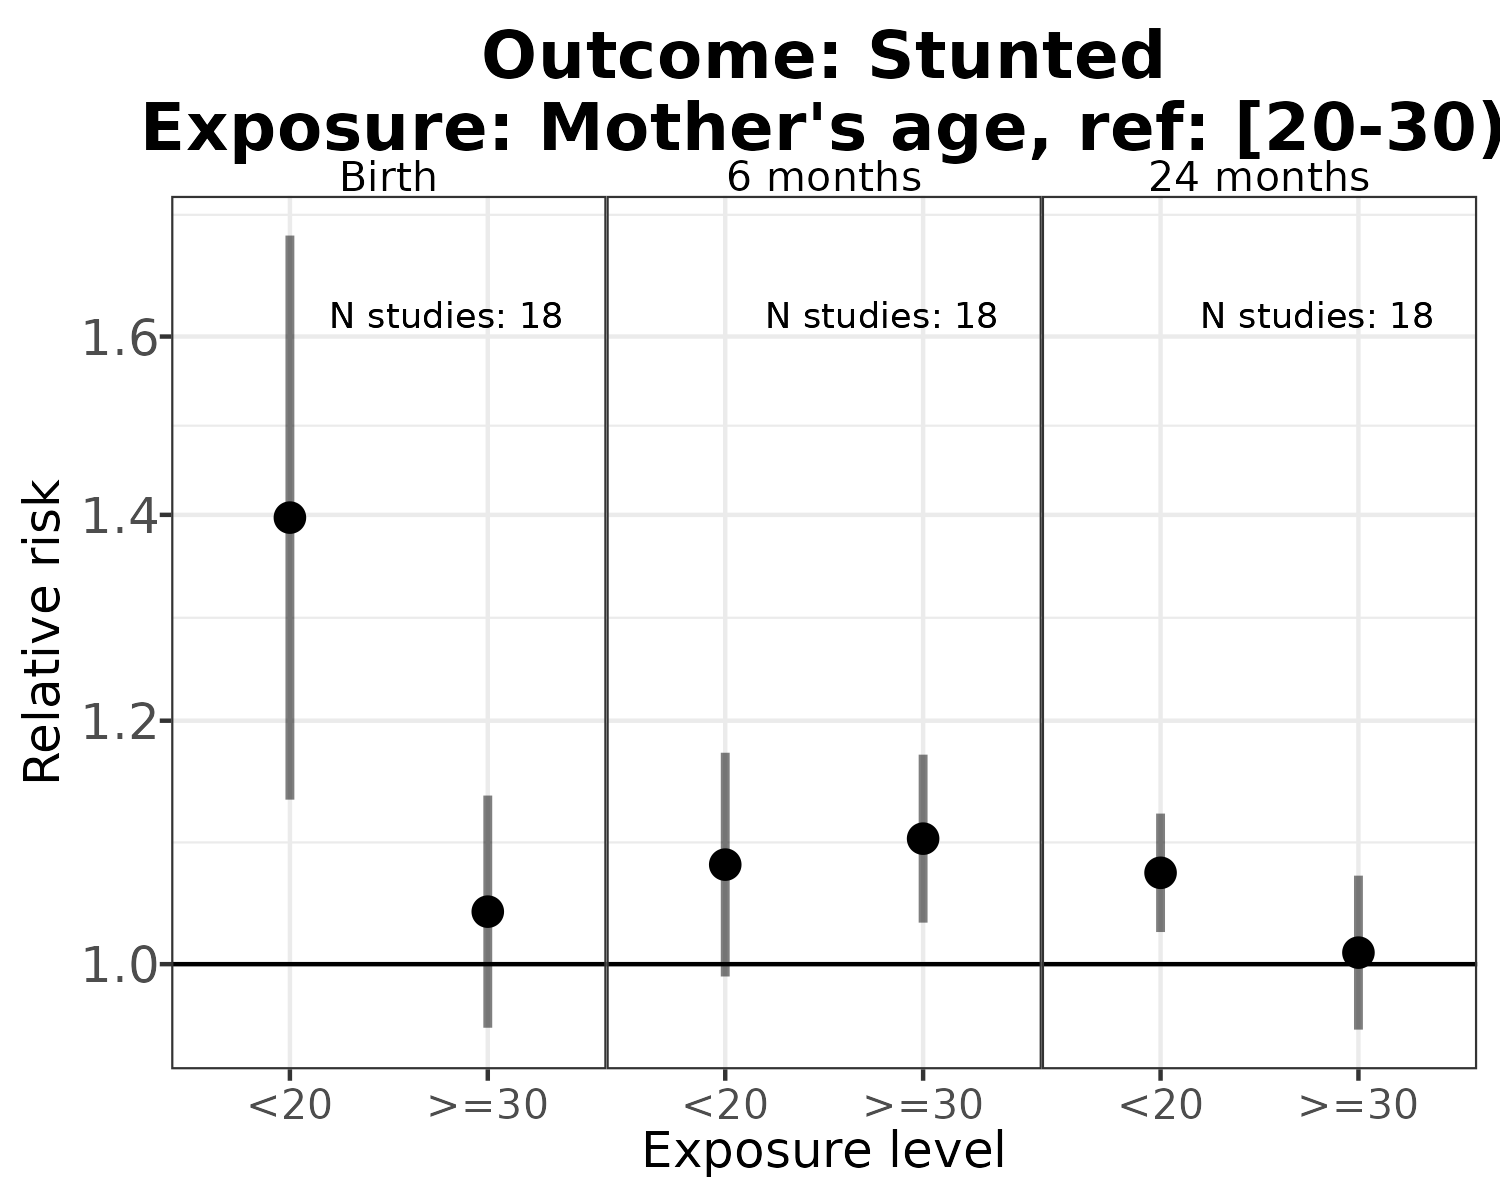 Outcome: Stunted
Exposure: Mother's age, ref: [20-30)
Birth
6 months
24 months
N studies: 18
N studies: 18
N studies: 18
Relative risk
1.6
1.4
1.2
1.0
<20
>=30
<20
>=30
<20
>=30
Exposure level